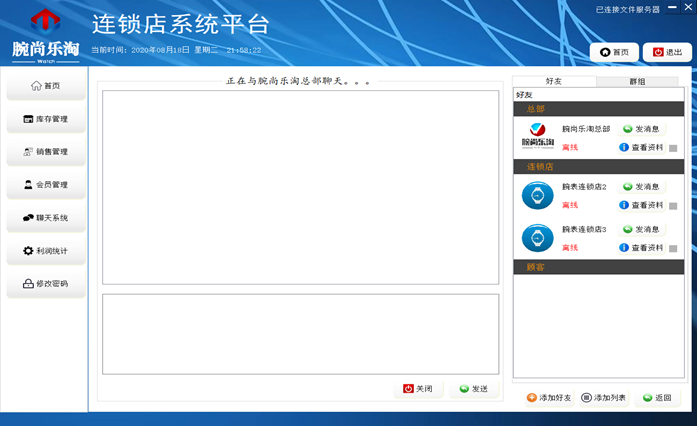 已连接文件服务器
连锁店系统平台
腕尚乐淘
Watch
当前时间：2020年08月18日 星期二 21:58:22
首页
退出
首页
库存管理
销售管理
会员管理
聊天系统
利润统计
修改密码
正在与腕尚乐淘总部聊天。。。
关闭
发送
好友
群组
好友
总部
腕尚乐淘
腕尚乐淘总部
发消息
离线
查看资料
连锁店
腕表连锁店2
发消息
离线
查看资料
腕表连锁店3
发消息
离线
查看资料
顾客
添加好友
添加列表
返回